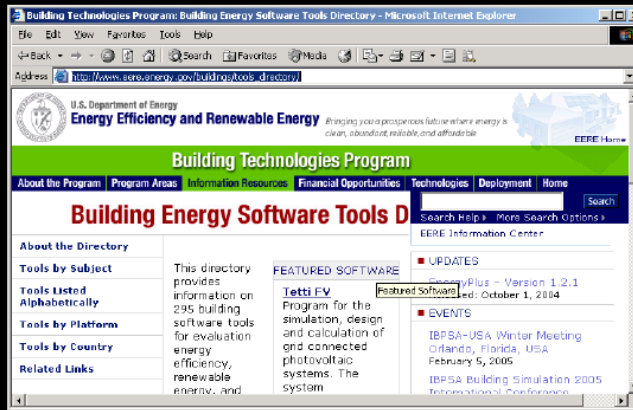 Building Technologies Program: Building Energy Software Tools Directory - Microsoft Internet Explorer
File Edit View Favorites Tools Help
Back Search Favorites Media
Address http://www.eere.energy.gov/buildings/tools_directory/
U.S. Department of Energy
Energy Efficiency and Renewable Energy
Bringing you a prosperous future where energy is
clean, abundant, reliable, and affordable
EERE Home
Building Technologies Program
About the Program Program Areas Information Resources Financial Opportunities Technologies Deployment Home
Search
Search Help More Search Options
EERE Information Center
Building Energy Software Tools D
About the Directory
Tools by Subject
Tools Listed
Alphabetically
Tools by Platform
Tools by Country
Related Links
This directory
provides
information on
295 building
software tools
for evaluation
energy
efficiency,
renewable
energy, and
FEATURED SOFTWARE
Tetti FV
Program for the
simulation, design
and calculation of
grid connected
photovoltaic
systems. The
system
Featured Software
UPDATES
EnergyPlus - Version 1.2.1
October 1, 2004
EVENTS
IBPSA-USA Winter Meeting
Orlando, Florida, USA
February 5, 2005
IBPSA Building Simulation 2005
International Conference